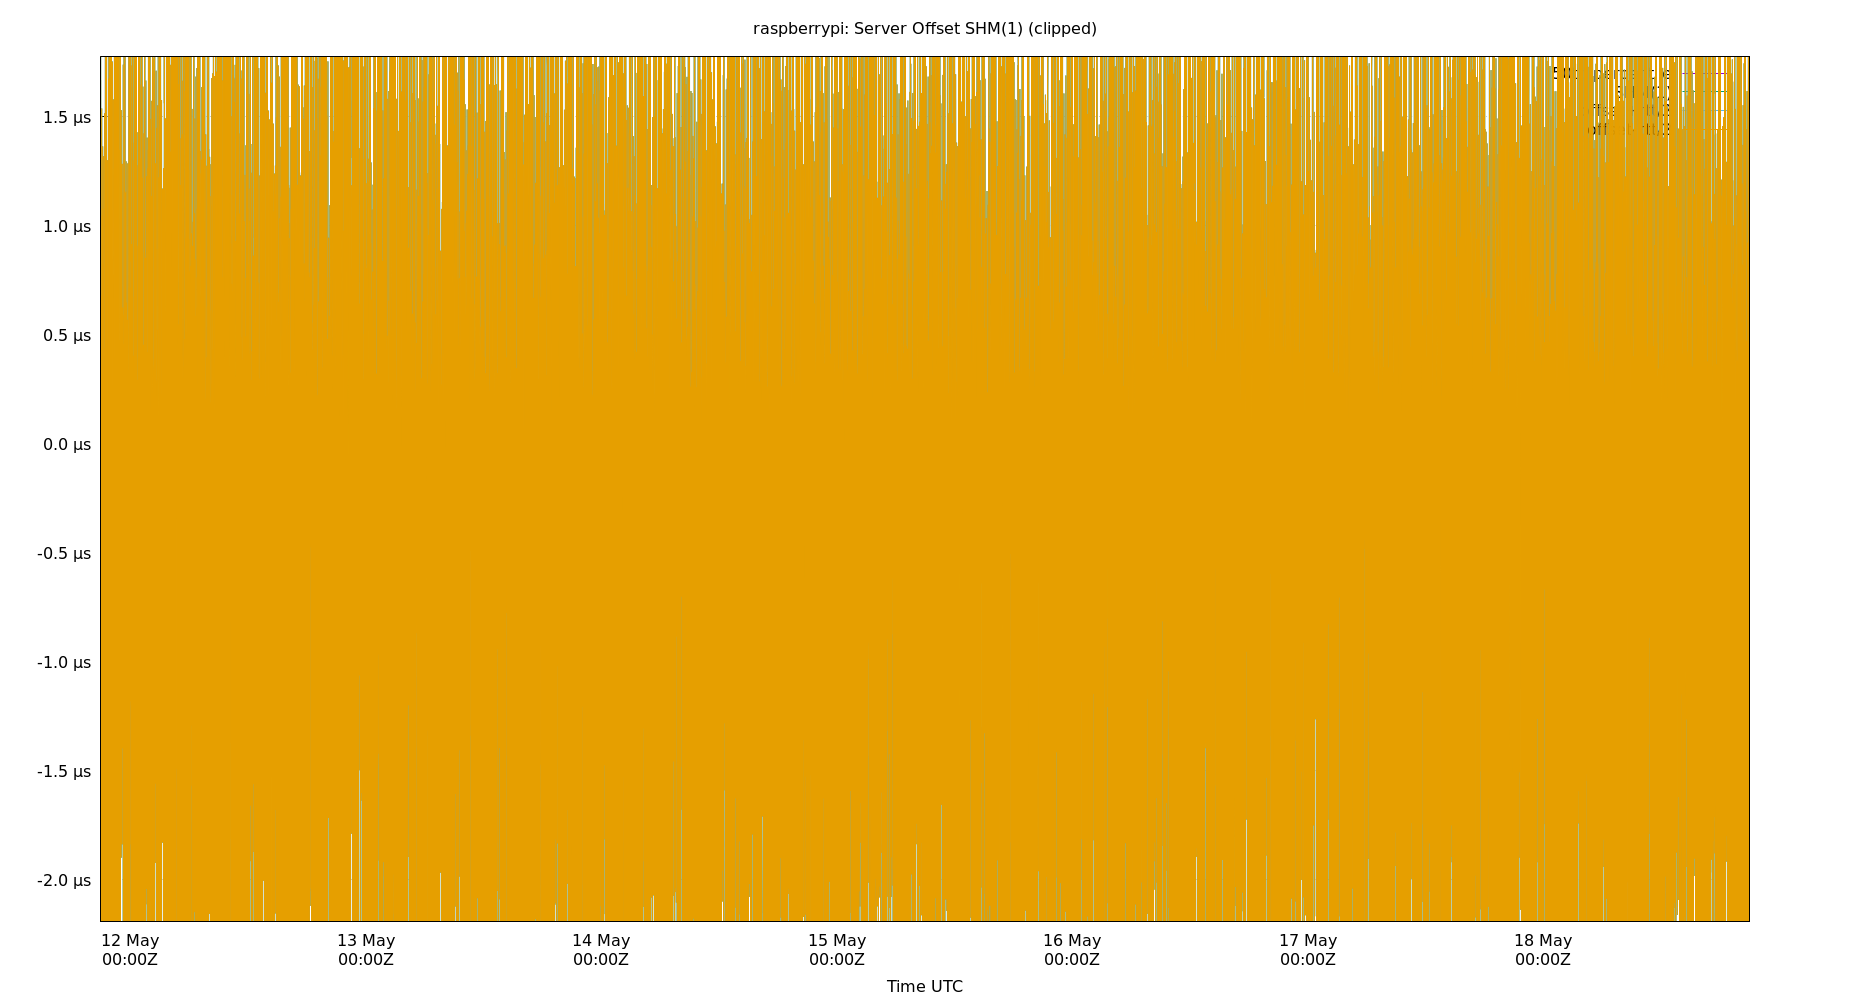 raspberrypi: Server Offset SHM(1) (clipped)
1.5 µs
1.0 µs
0.5 µs
0.0 µs
-0.5 µs
-1.0 µs
-1.5 µs
-2.0 µs
12 May 13 May 14 May 15 May 16 May 17 May 18 May
00:00Z 00:00Z 00:00Z 00:00Z 00:00Z 00:00Z 00:00Z
Time UTC